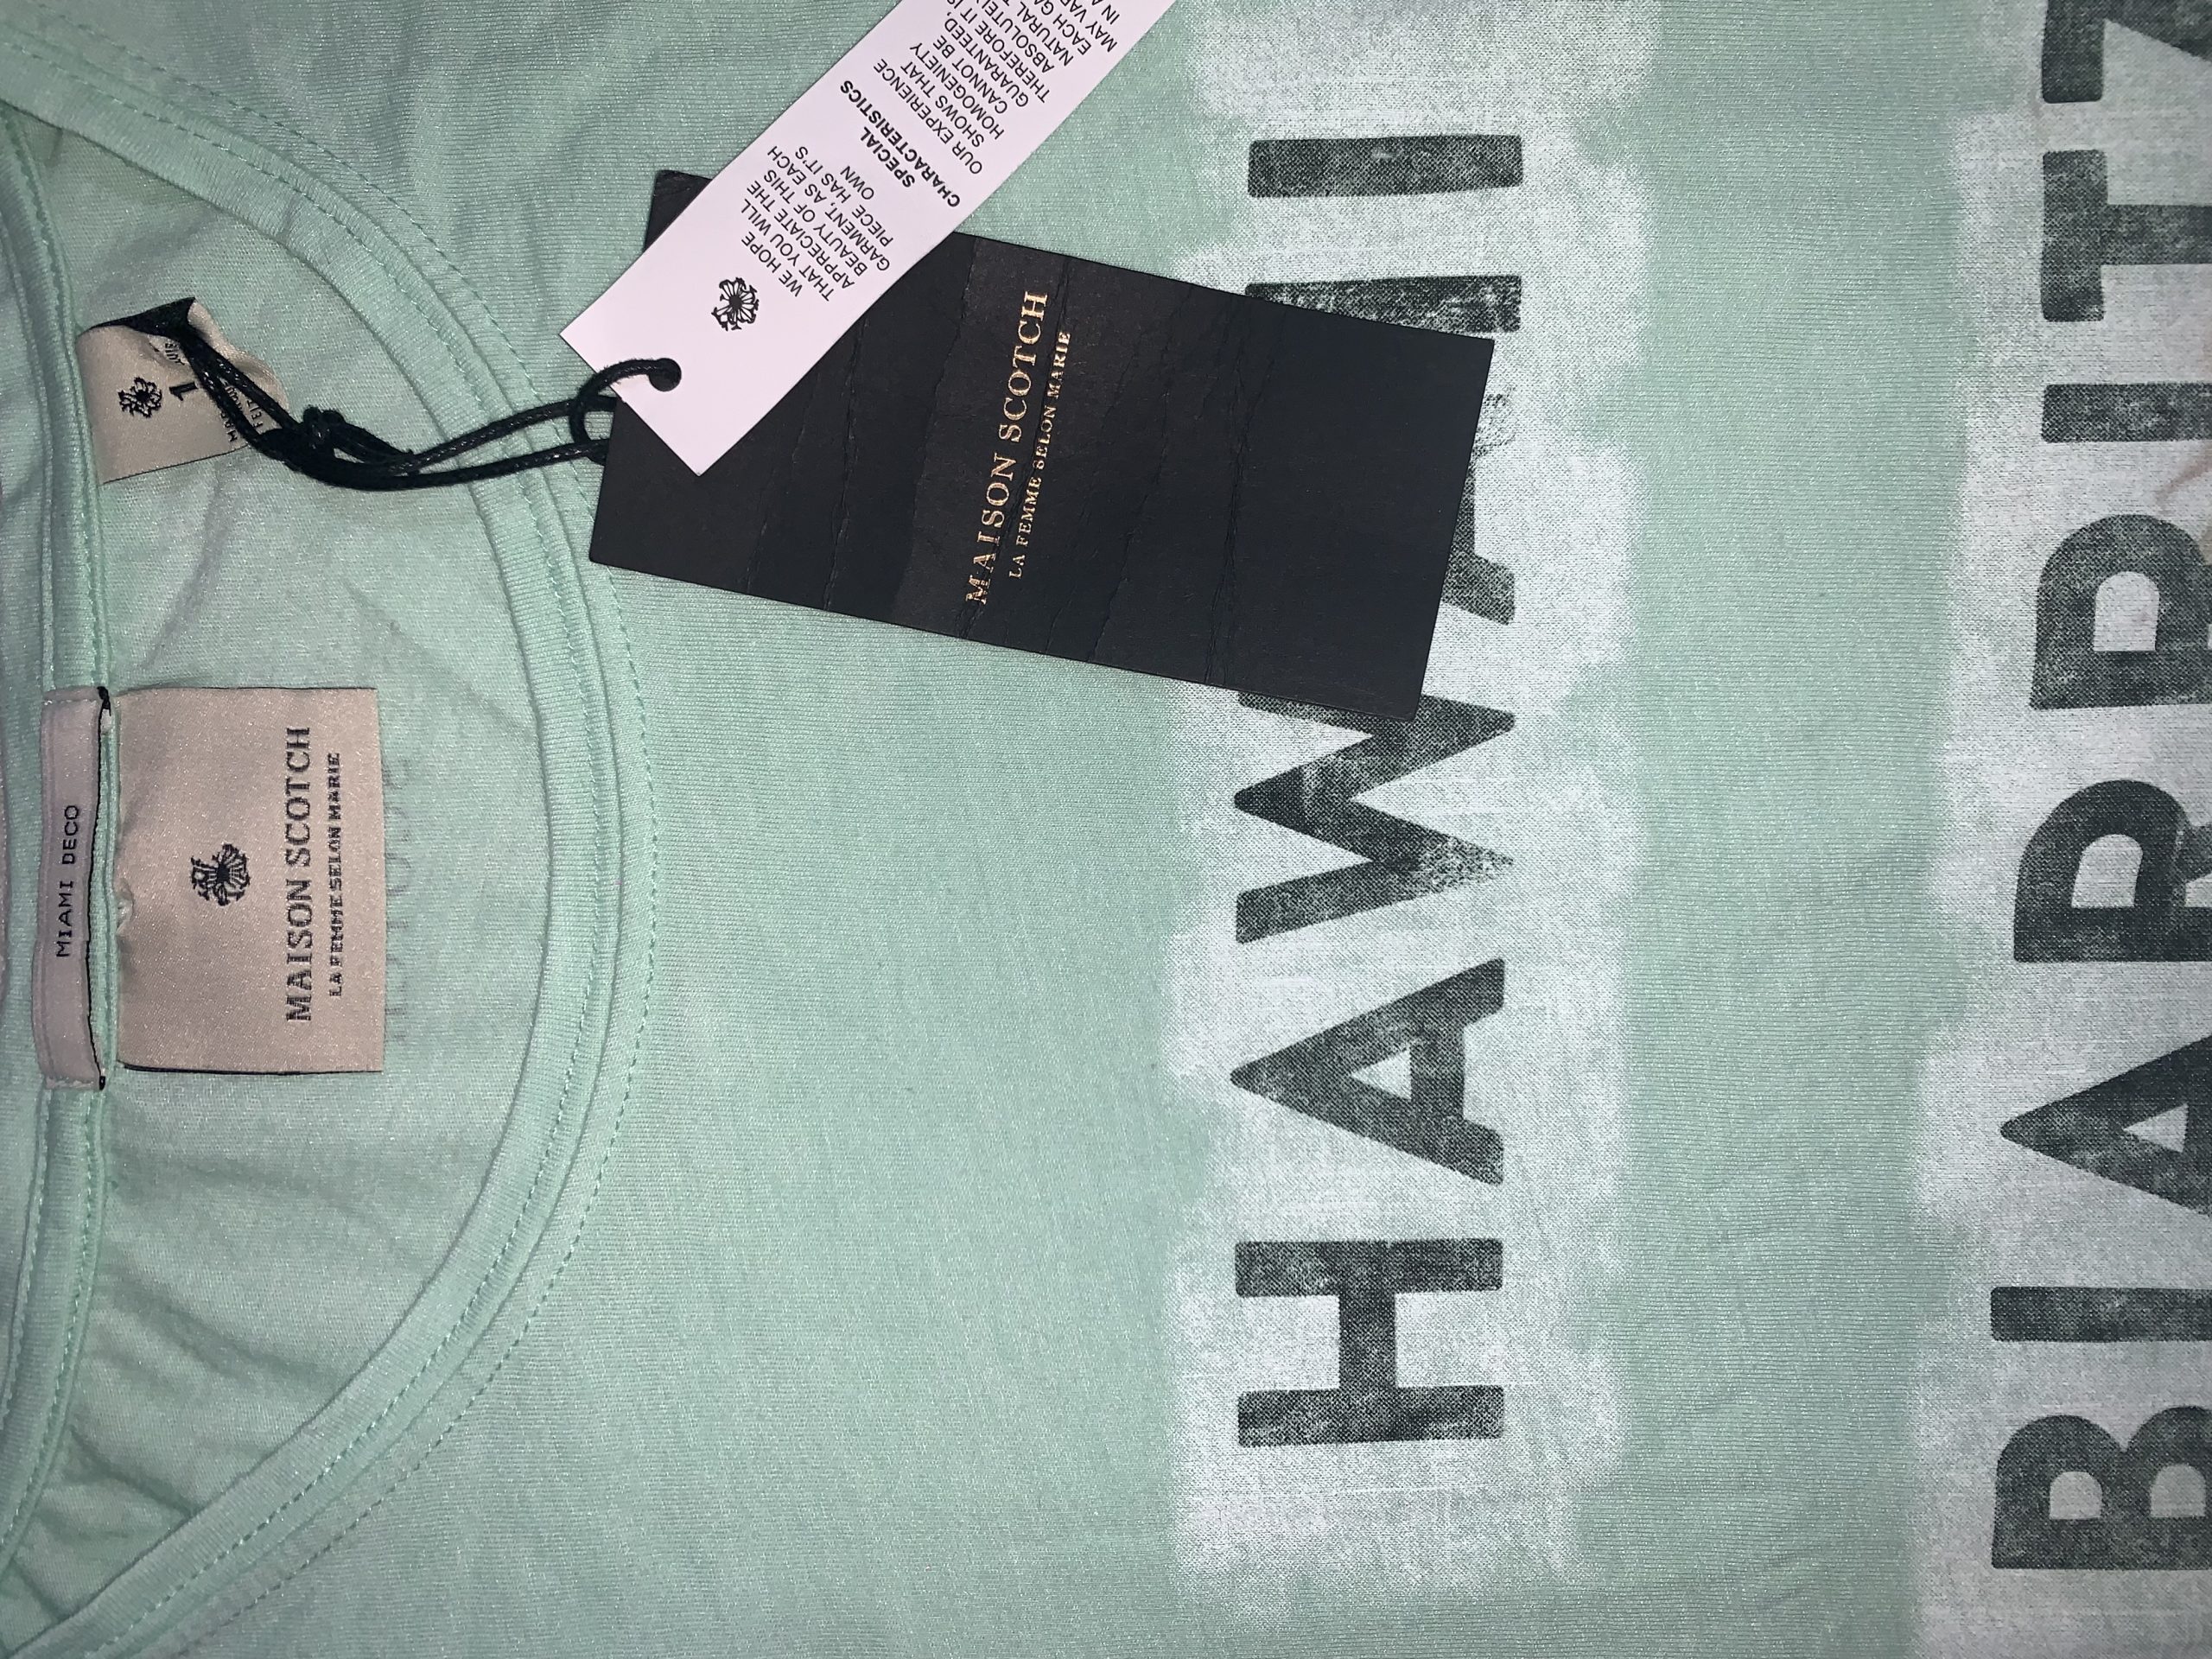 MIAMI DECO
MAISON SCOTCH
LA FEMME SELON MARIE
1
MAISON SCOTCH
LA FEMME SELON MARIE
WE HOPE
THAT YOU WILL
APPRECIATE THE
BEAUTY OF THIS
GARMENT, AS EACH
PIECE HAS IT'S
OWN
SPECIAL
CHARACTERISTICS
OUR EXPERIENCE
SHOWS THAT
HOMOGENIETY
CANNOT BE
GUARANTEED,
THEREFORE IT IS
NATURAL
HAWAII
BIARRITZ